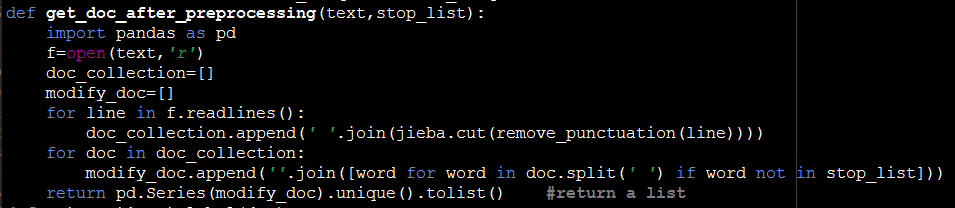 def get_doc_after_preprocessing(text,stop_list):
    import pandas as pd
    f=open(text,'r')
    doc_collection=[]
    modify_doc=[]
    for line in f.readlines():
        doc_collection.append(' '.join(jieba.cut(remove_punctuation(line))))
    for doc in doc_collection:
        modify_doc.append(''.join([word for word in doc.split(' ') if word not in stop_list]))
    return pd.Series(modify_doc).unique().tolist()    #return a list